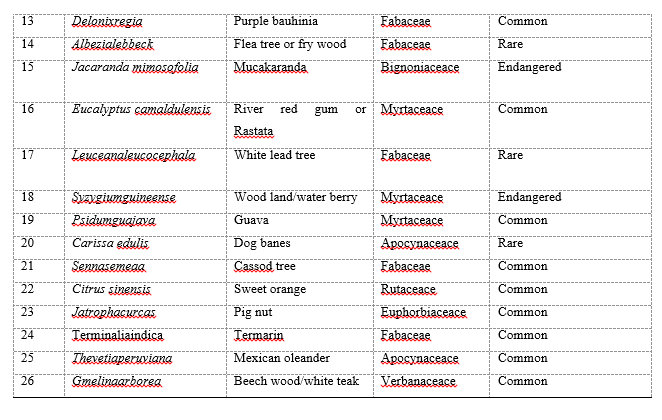 13 Delonixregia Purple bauhinia Fabaceae Common
14 Albezialebbeck Flea tree or fry wood Fabaceae Rare
15 Jacaranda mimosofolia Mucakaranda Bignoniaceace Endangered
16 Eucalyptus camaldulensis River red gum or Myrtaceace Common
Rastata
17 Leuceanaleucocephala White lead tree Fabaceae Rare
18 Syzygiumguineense Wood land/water berry Myrtaceace Endangered
19 Psidumguajava Guava Myrtaceace Common
20 Carissa edulis Dog banes Apocynaceace Rare
21 Sennasemeaa Cassod tree Fabaceae Common
22 Citrus sinensis Sweet orange Rutaceace Common
23 Jatrophacurcas Pig nut Euphorbiaceace Common
24 Terminaliaindica Termarin Fabaceae Common
25 Thevetiaperuviana Mexican oleander Apocynaceace Common
26 Gmelinaarborea Beech wood/white teak Verbanaceace Common